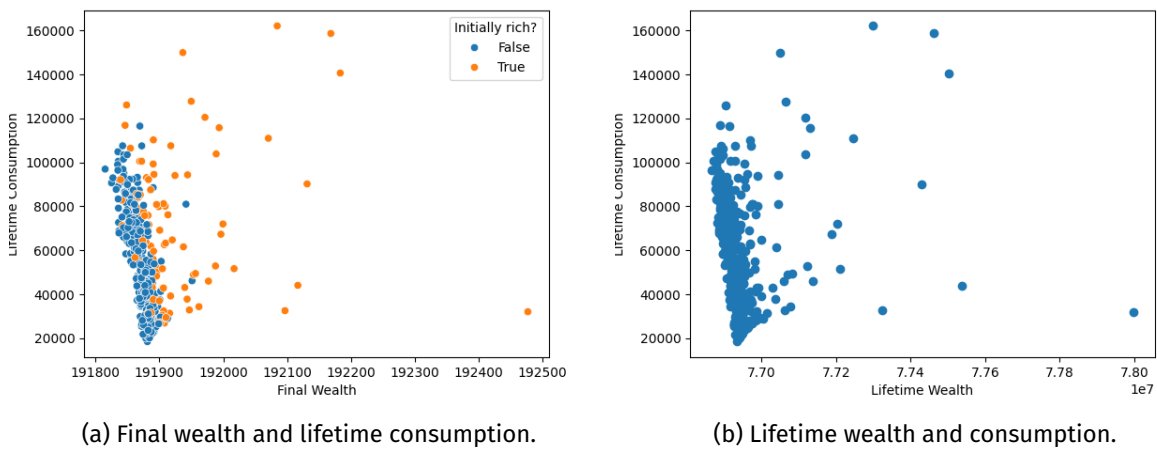 160000
140000
120000
100000
80000
60000
40000
20000
Lifetime Consumption
Initially rich?
False
True
191800 191900 192000 192100 192200 192300 192400 192500
Final Wealth
(a) Final wealth and lifetime consumption.
160000
140000
120000
100000
80000
60000
40000
20000
Lifetime Consumption
7.70 7.72 7.74 7.76 7.78 7.80
1e7
Lifetime Wealth
(b) Lifetime wealth and consumption.